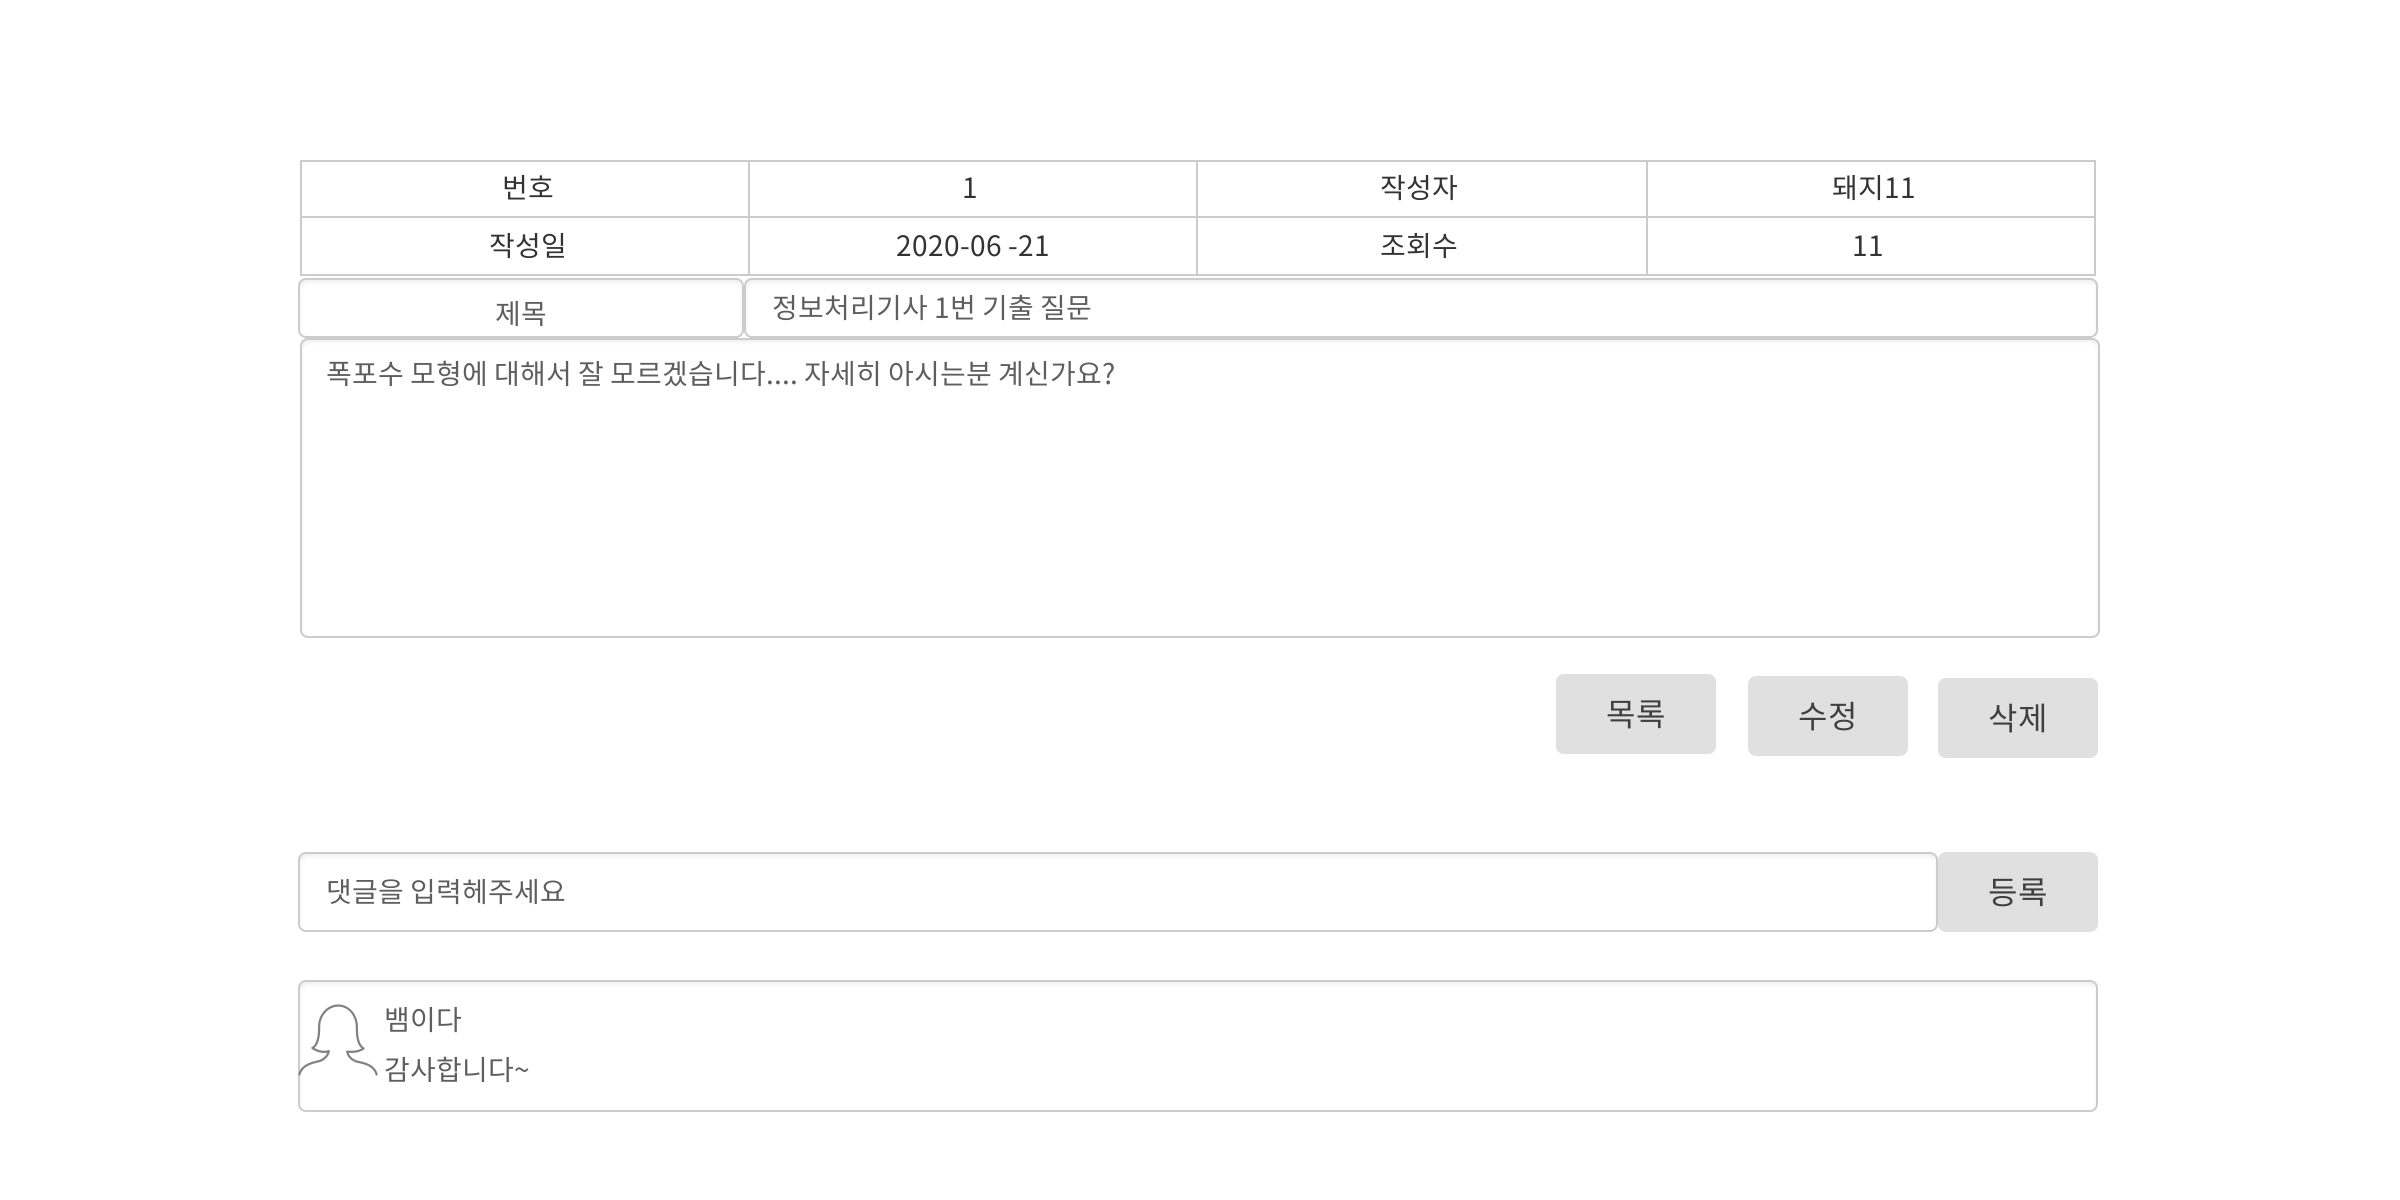 번호 1 작성자 돼지11
작성일 2020-06 -21 조회수 11
제목 정보처리기사 1번 기출 질문
폭포수 모형에 대해서 잘 모르겠습니다.... 자세히 아시는분 계신가요?
목록 수정 삭제
댓글을 입력헤주세요 등록
뱀이다
감사합니다~